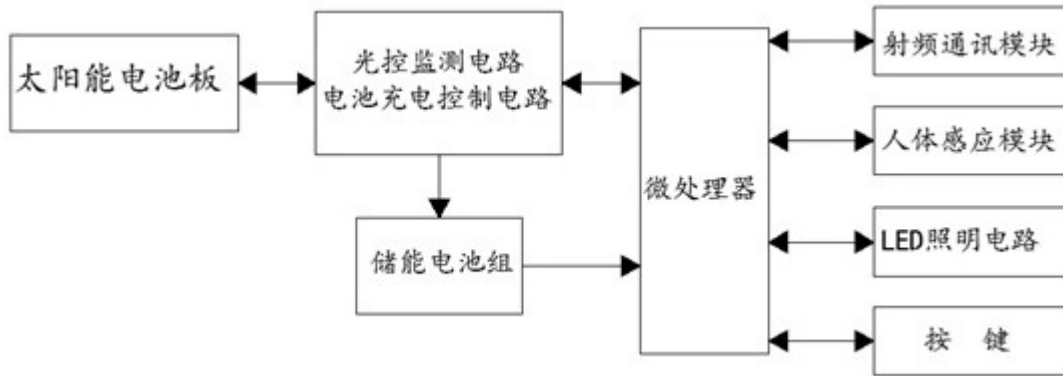 太阳能电池板
光控监测电路
电池充电控制电路
储能电池组
微处理器
射频通讯模块
人体感应模块
LED照明电路
按 键